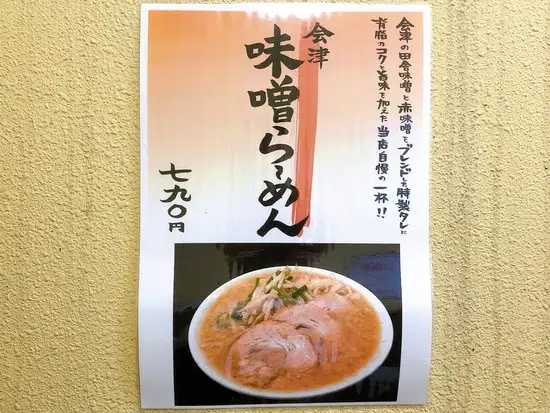 会津の田舎味噌と赤味噌をブレンドした特製タレに
背脂のコクと旨味を加えた当店自慢の一杯!!
会津
味噌らーめん
七九〇円